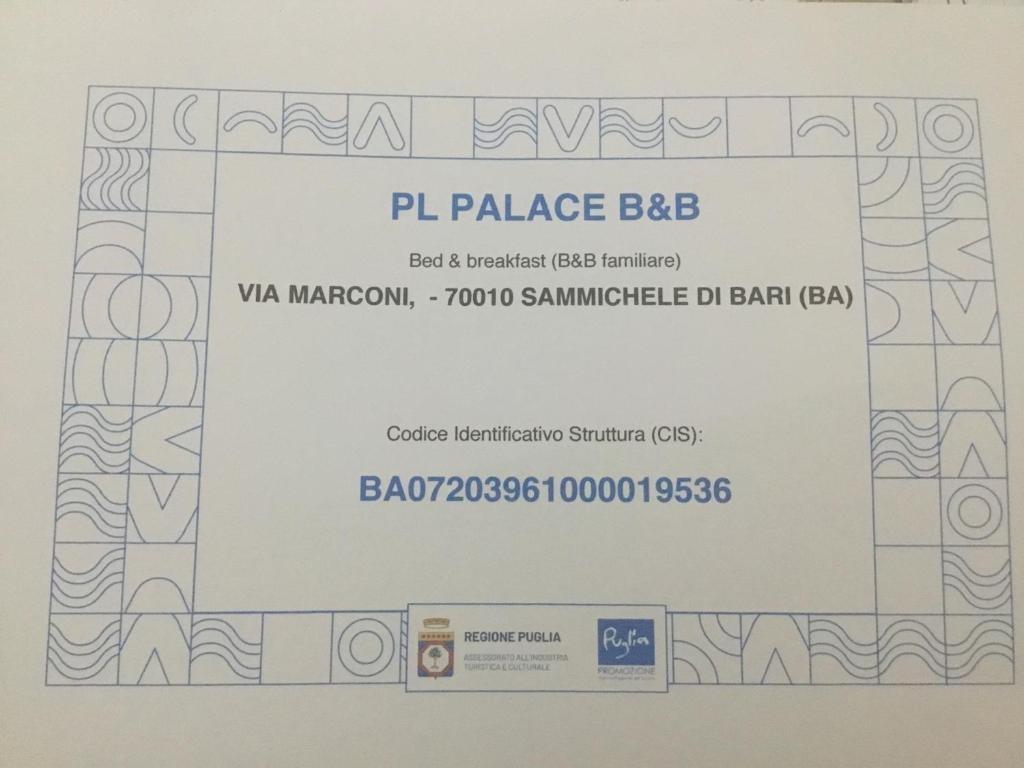 PL PALACE B&B
Bed & breakfast (B&B familiare)
VIA MARCONI, - 70010 SAMMICHELE DI BARI (BA)
Codice Identificativo Struttura (CIS):
BA07203961000019536
REGIONE PUGLIA
ASSESSORATO ALL'INDUSTRIA
TURISTICA E CULTURALE
Puglia
PROMOZIONE